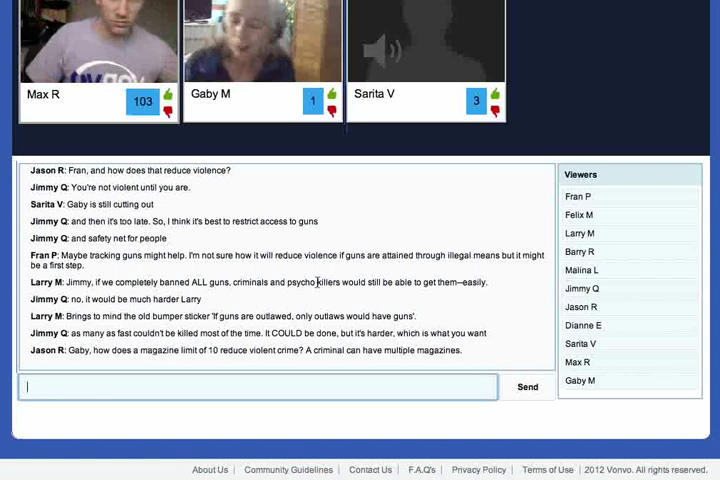 Max R
103
Gaby M
1
Sarita V
3
Jason R: Fran, and how does that reduce violence?
Jimmy Q: You're not violent until you are.
Sarita V: Gaby is still cutting out
Jimmy Q: and then it's too late. So, I think it's best to restrict access to guns
Jimmy Q: and safety net for people
Fran P: Maybe tracking guns might help. I'm not sure how it will reduce violence if guns are attained through illegal means but it might
be a first step.
Larry M: Jimmy, if we completely banned ALL guns, criminals and psycho killers would still be able to get them--easily.
Jimmy Q: no, it would be much harder Larry
Larry M: Brings to mind the old bumper sticker 'If guns are outlawed, only outlaws would have guns'.
Jimmy Q: as many as fast couldn't be killed most of the time. It COULD be done, but it's harder, which is what you want
Jason R: Gaby, how does a magazine limit of 10 reduce violent crime? A criminal can have multiple magazines.
Send
Viewers
Fran P
Felix M
Larry M
Barry R
Malina L
Jimmy Q
Jason R
Dianne E
Sarita V
Max R
Gaby M
About Us | Community Guidelines | Contact Us | F.A.Q's | Privacy Policy | Terms of Use | 2012 Vonvo. All Rights Reserved.